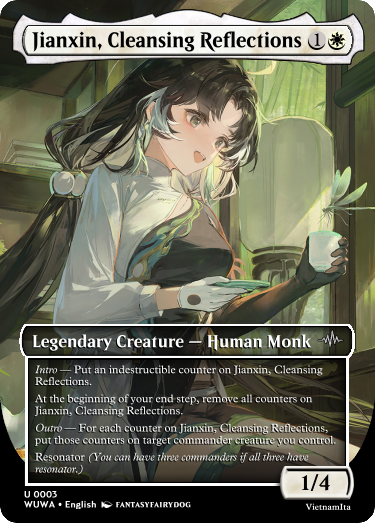 Jianxin, Cleansing Reflections 1
Legendary Creature — Human Monk
Intro — Put an indestructible counter on Jianxin, Cleansing
Reflections.
At the beginning of your end step, remove all counters on
Jianxin, Cleansing Reflections.
Outro — For each counter on Jianxin, Cleansing Reflections,
put those counters on target commander creature you control.
Resonator (You can have three commanders if all three have
resonator.)
1/4
U 0003
WUWA • English FANTASYFAIRYDOG
VietnamIta